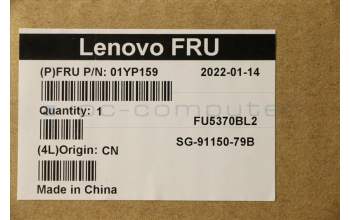 Lenovo FRU
(P)FRU P/N: 01YP159 2022-01-14
Quantity: 1
FU5370BL2
SG-91150-79B
(4L)Origin: CN
Made in China